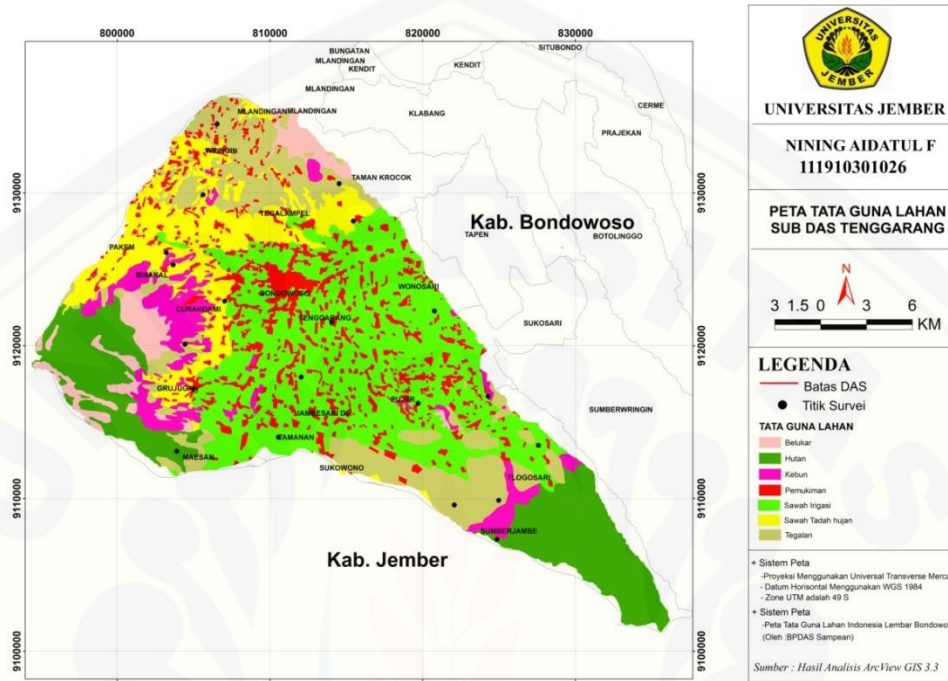 800000
810000
820000
830000
BUNGATAN
MLANDINGAN
KENDIT
KENDIT
SITUBONDO
MLANDINGAN
MLANDINGAN
MLANDINGAN
KLABANG
CERME
PRAJEKAN
WRINGIN
TAMAN KROCOK
9130000
9130000
TEGALAMPEL
Kab. Bondowoso
TAPEN
BOTOLINGGO
PAKEM
BINAKAL
BONDOWOSO
WONOSARI
CURAHDAMI
TENGGARANG
SUKOSARI
9120000
9120000
GRUJUGAN
PUJER
SUMBERWRINGIN
JAMBESARI DS
TAMANAN
MAESAN
SUKOWONO
TLOGOSARI
9110000
9110000
SUMBERJAMBE
Kab. Jember
9100000
9100000
800000
810000
820000
830000
UNIVERSITAS
JEMBER
UNIVERSITAS JEMBER
NINING AIDATUL F
111910301026
PETA TATA GUNA LAHAN
SUB DAS TENGGARANG
N
3 1.5 0 3 6
KM
LEGENDA
Batas DAS
Titik Survei
TATA GUNA LAHAN
Belukar
Hutan
Kebun
Pemukiman
Sawah Irigasi
Sawah Tadah hujan
Tegalan
+ Sistem Peta
-Proyeksi Menggunakan Universal Transverse Merca
- Datum Horisontal Menggunakan WGS 1984
- Zone UTM adalah 49 S
+ Sistem Peta
-Peta Tata Guna Lahan Indonesia Lembar Bondowo
(Oleh :BPDAS Sampean)
Sumber : Hasil Analisis ArcView GIS 3.3